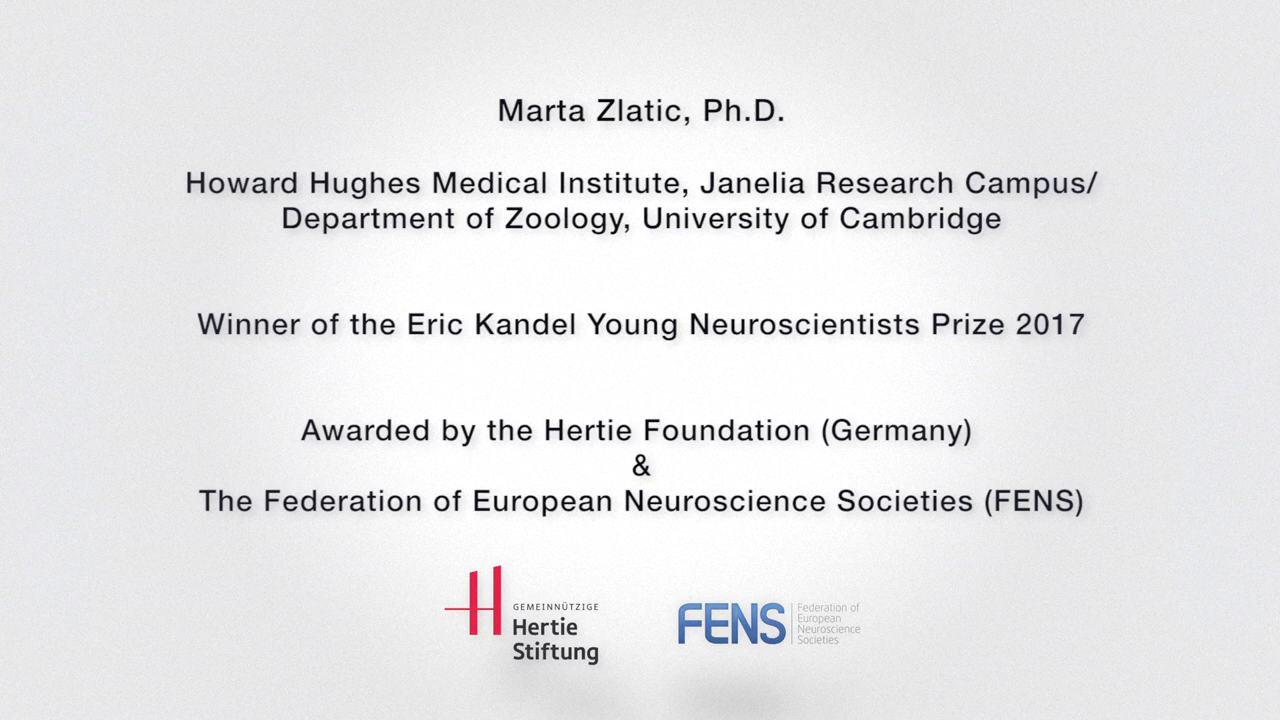 Marta Zlatic, Ph.D.
Howard Hughes Medical Institute, Janelia Research Campus/
Department of Zoology, University of Cambridge
Winner of the Eric Kandel Young Neuroscientists Prize 2017
Awarded by the Hertie Foundation (Germany)
&
The Federation of European Neuroscience Societies (FENS)
GEMEINNÜTZIGE
Hertie
Stiftung
FENS
Federation of
European
Neuroscience
Societies